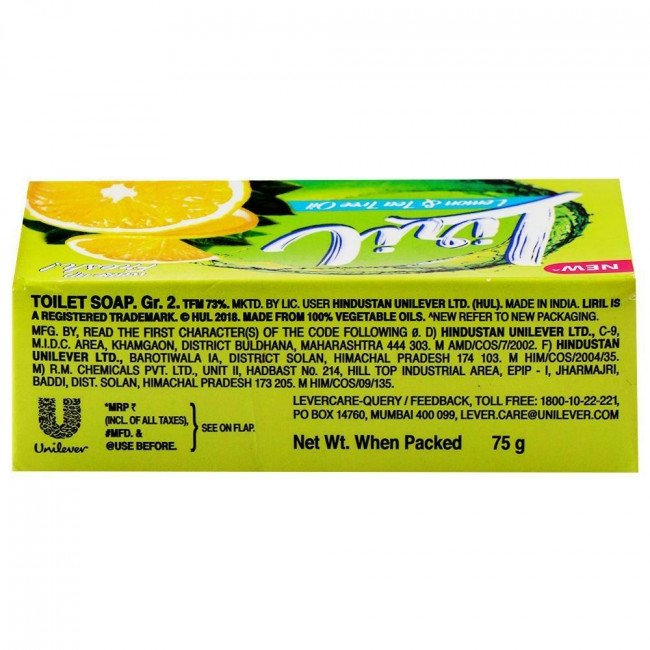 Lemon & Tea Tree Oil
Liril
NEW^
TOILET SOAP. Gr. 2. TFM 73%. MKTD. BY LIC. USER HINDUSTAN UNILEVER LTD. (HUL). MADE IN INDIA. LIRIL IS
A REGISTERED TRADEMARK. © HUL 2018. MADE FROM 100% VEGETABLE OILS. ^NEW REFER TO NEW PACKAGING.
MFG. BY, READ THE FIRST CHARACTER(S) OF THE CODE FOLLOWING Ø. D) HINDUSTAN UNILEVER LTD., C-9,
M.I.D.C. AREA, KHAMGAON, DISTRICT BULDHANA, MAHARASHTRA 444 303. M AMD/COS/7/2002. F) HINDUSTAN
UNILEVER LTD., BAROTIWALA IA, DISTRICT SOLAN, HIMACHAL PRADESH 174 103. M HIM/COS/2004/35.
M) R.M. CHEMICALS PVT. LTD., UNIT II, HADBAST No. 214, HILL TOP INDUSTRIAL AREA, EPIP - I, JHARMAJRI,
BADDI, DIST. SOLAN, HIMACHAL PRADESH 173 205. M HIM/COS/09/135.
Unilever
*MRP ₹
(INCL. OF ALL TAXES),
#MFD. &
@USE BEFORE.
SEE ON FLAP.
LEVERCARE-QUERY / FEEDBACK, TOLL FREE: 1800-10-22-221,
PO BOX 14760, MUMBAI 400 099, LEVER.CARE@UNILEVER.COM
Net Wt. When Packed 75 g